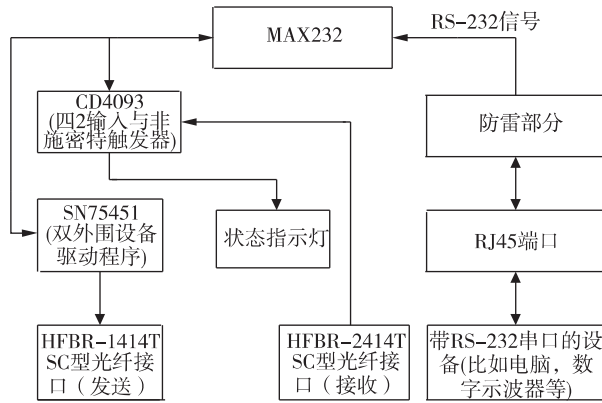 MAX232
RS-232信号
CD4093
(四2输入与非
施密特触发器)
防雷部分
SN75451
(双外围设备
驱动程序)
状态指示灯
RJ45端口
HFBR-1414T
SC型光纤接
口（发送）
HFBR-2414T
SC型光纤接
口（接收）
带RS-232串口的设
备(比如电脑，数
字示波器等)